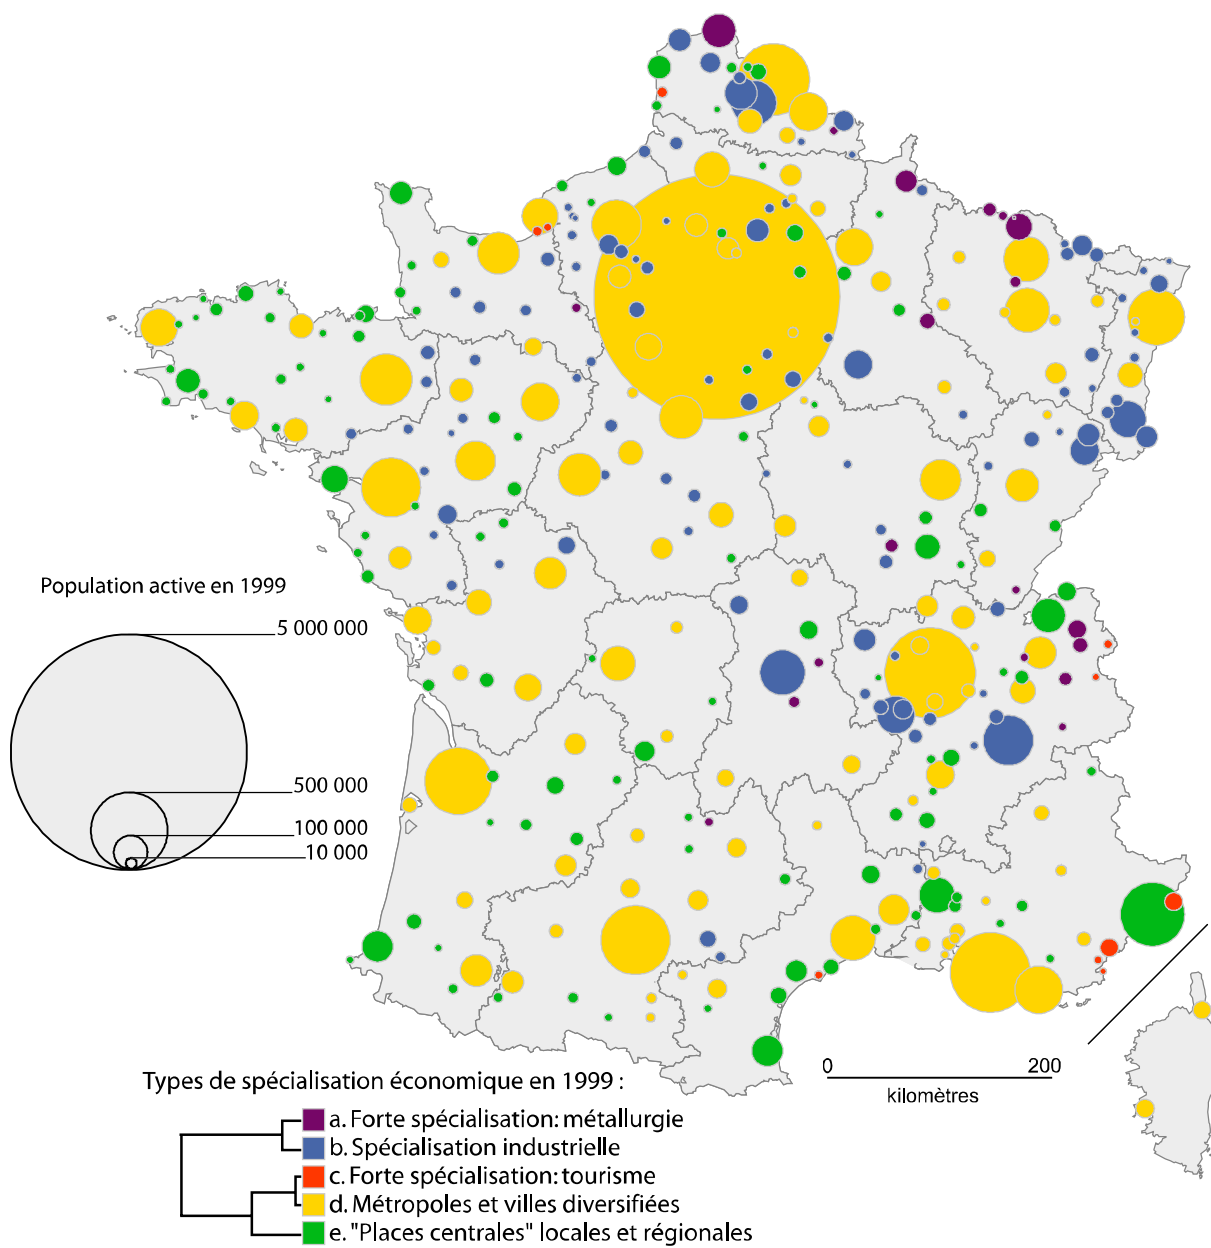 Population active en 1999
5 000 000
500 000
100 000
10 000
0 200
kilomètres
Types de spécialisation économique en 1999 :
a. Forte spécialisation: métallurgie
b. Spécialisation industrielle
c. Forte spécialisation: tourisme
d. Métropoles et villes diversifiées
e. "Places centrales" locales et régionales